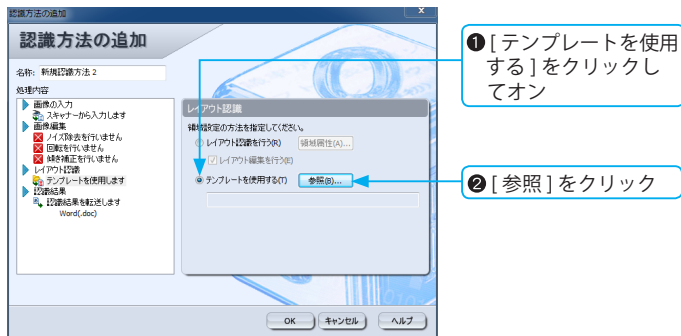 認識方法の追加
x
認識方法の追加
名称: 新規認識方法 2
処理内容
画像の入力
スキャナーから入力します
画像編集
ノイズ除去を行いません
回転を行いません
傾き補正を行いません
レイアウト認識
テンプレートを使用します
認識結果
認識結果を転送します
Word(.doc)
レイアウト認識
領域設定の方法を指定してください。
レイアウト認識を行う(R)
領域属性(A)...
レイアウト編集を行う(E)
テンプレートを使用する(T)
参照(B)...
OK
キャンセル
ヘルプ
❶ [ テンプレートを使用
する ] をクリックし
てオン
❷ [ 参照 ] をクリック